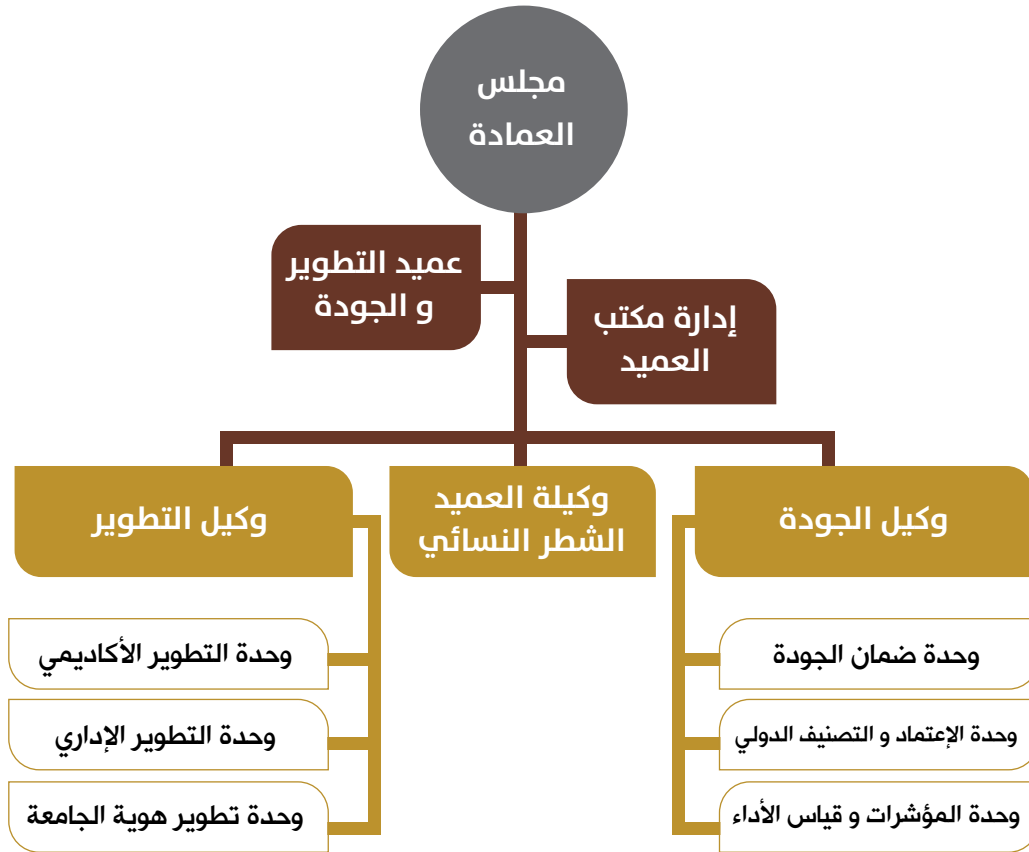 مجلس
العمادة
عميد التطوير
و الجودة
إدارة مكتب
العميد
وكيل الجودة
وكيلة العميد
الشطر النسائي
وكيل التطوير
وحدة ضمان الجودة
وحدة الإعتماد و التصنيف الدولي
وحدة المؤشرات و قياس الأداء
وحدة التطوير الأكاديمي
وحدة التطوير الإداري
وحدة تطوير هوية الجامعة